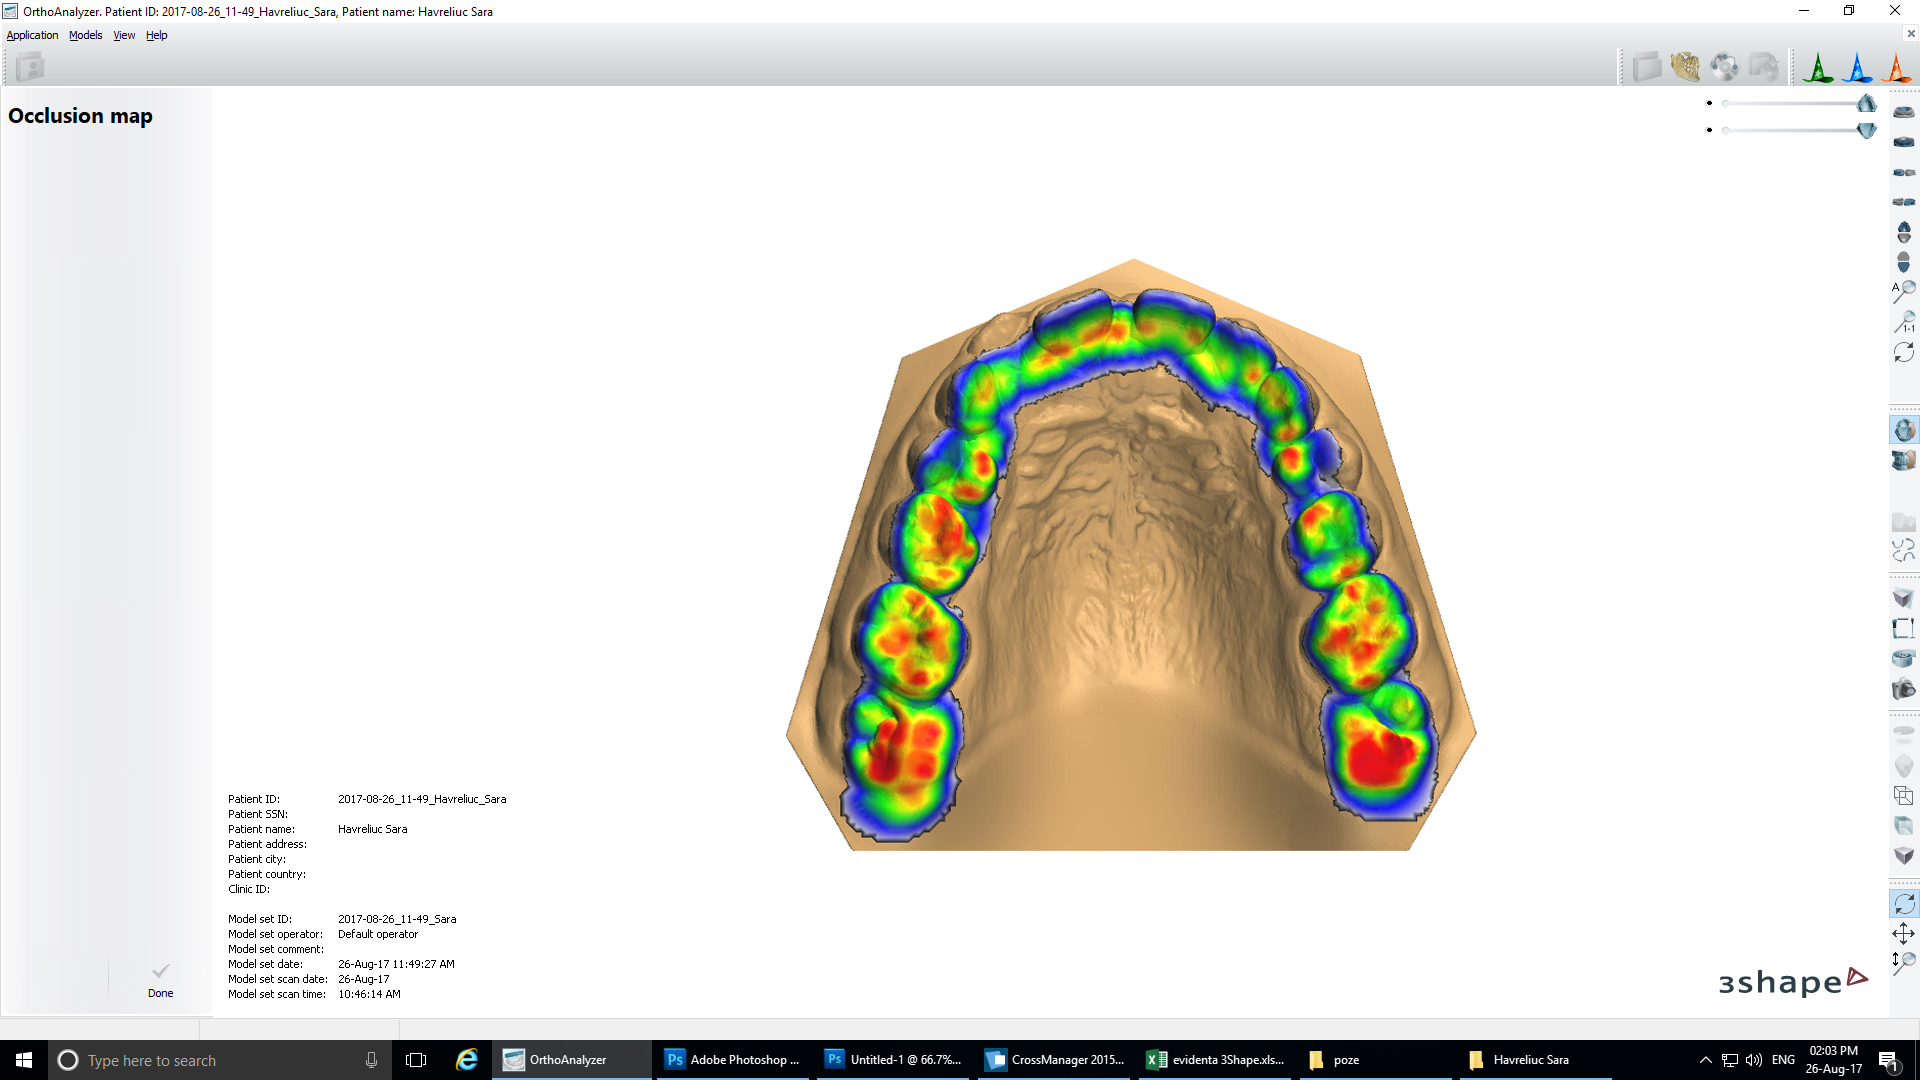 OrthoAnalyzer. Patient ID: 2017-08-26_11-49_Havreliuc_Sara, Patient name: Havreliuc Sara
Application Models View Help
Occlusion map
A
1-1
Patient ID: 2017-08-26_11-49_Havreliuc_Sara
Patient SSN:
Patient name: Havreliuc Sara
Patient address:
Patient city:
Patient country:
Clinic ID:
Model set ID: 2017-08-26_11-49_Sara
Model set operator: Default operator
Model set comment:
Model set date: 26-Aug-17 11:49:27 AM
Model set scan date: 26-Aug-17
Model set scan time: 10:46:14 AM
Done
3shape
Type here to search
OrthoAnalyzer
Ps Adobe Photoshop ...
Ps Untitled-1 @ 66.7%...
CrossManager 2015...
evidenta 3Shape.xls...
poze
Havreliuc Sara
ENG
02:03 PM
26-Aug-17
1